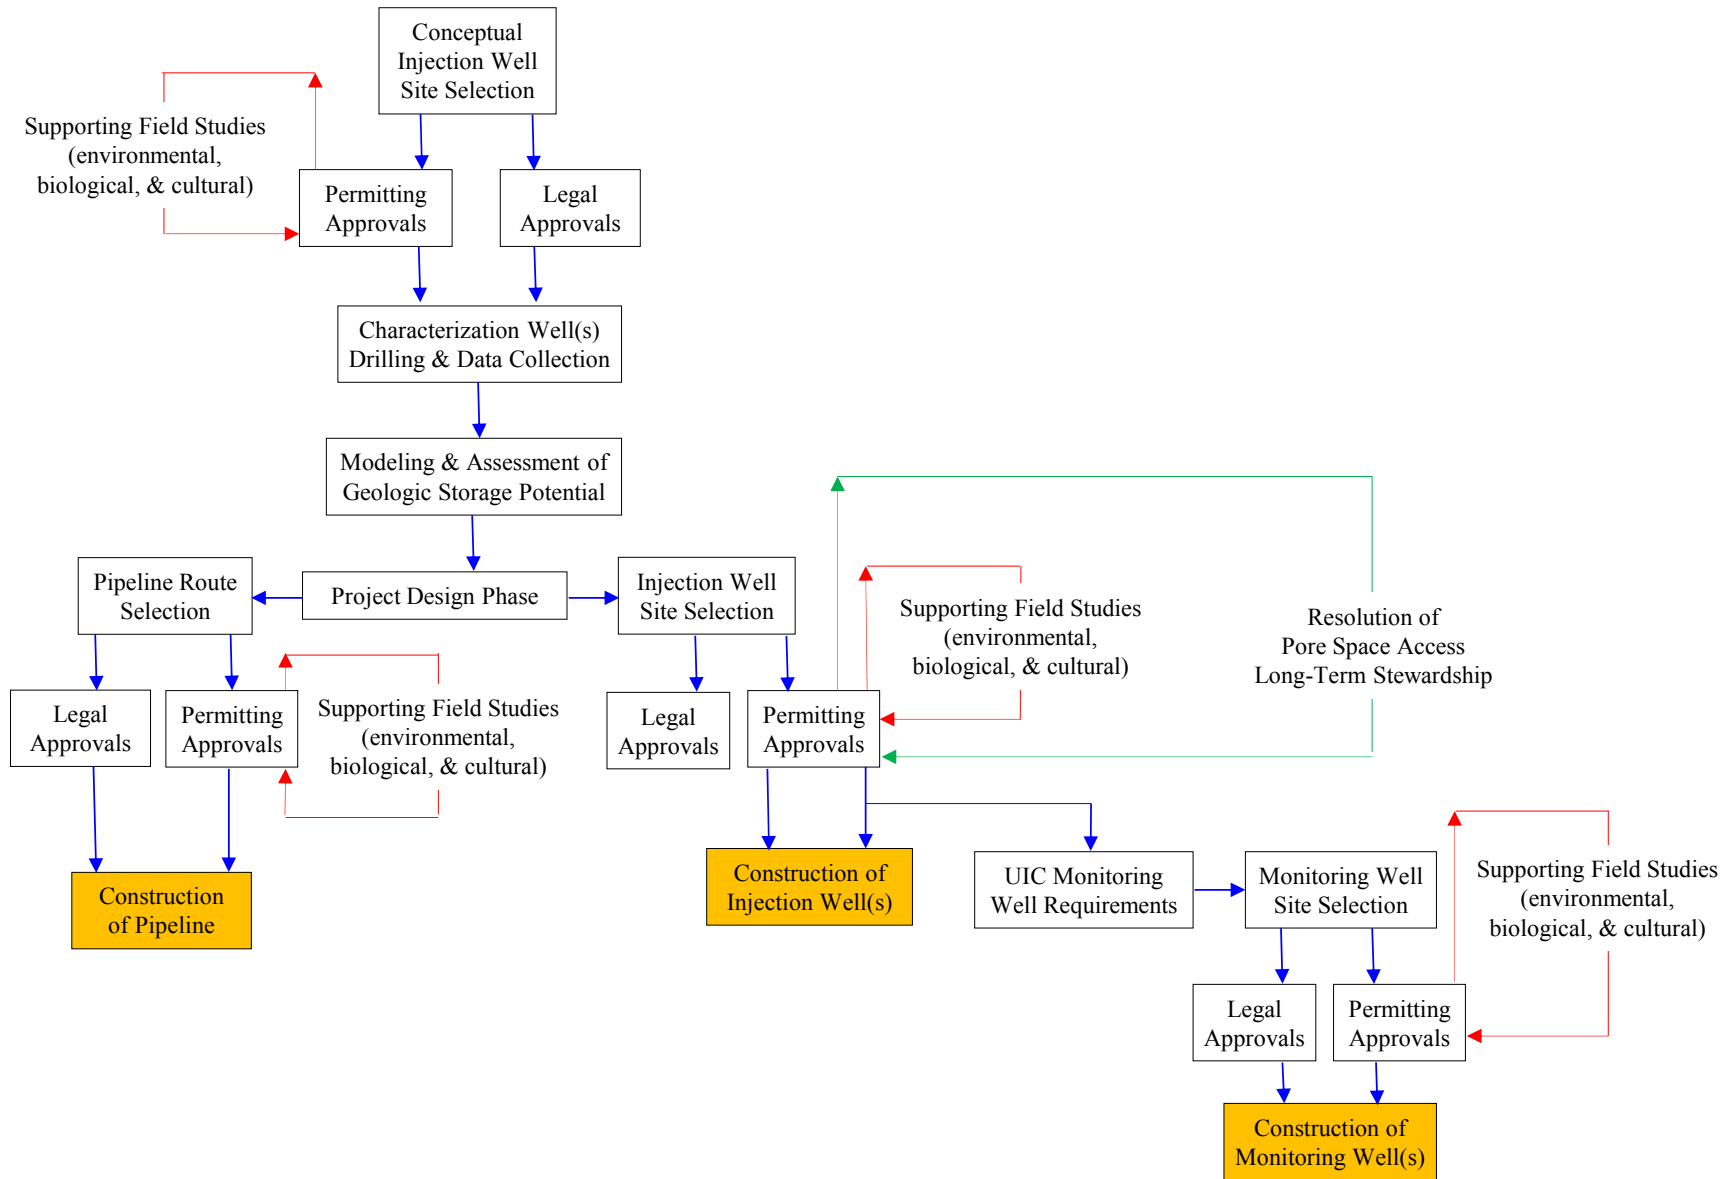 Conceptual
Injection Well
Site Selection
Supporting Field Studies
(environmental,
biological, & cultural)
Permitting
Approvals
Legal
Approvals
Characterization Well(s)
Drilling & Data Collection
Modeling & Assessment of
Geologic Storage Potential
Pipeline Route
Selection
Project Design Phase
Injection Well
Site Selection
Supporting Field Studies
(environmental,
biological, & cultural)
Resolution of
Pore Space Access
Long-Term Stewardship
Legal
Approvals
Permitting
Approvals
Supporting Field Studies
(environmental,
biological, & cultural)
Legal
Approvals
Permitting
Approvals
Construction
of Pipeline
Construction of
Injection Well(s)
UIC Monitoring
Well Requirements
Monitoring Well
Site Selection
Supporting Field Studies
(environmental,
biological, & cultural)
Legal
Approvals
Permitting
Approvals
Construction of
Monitoring Well(s)